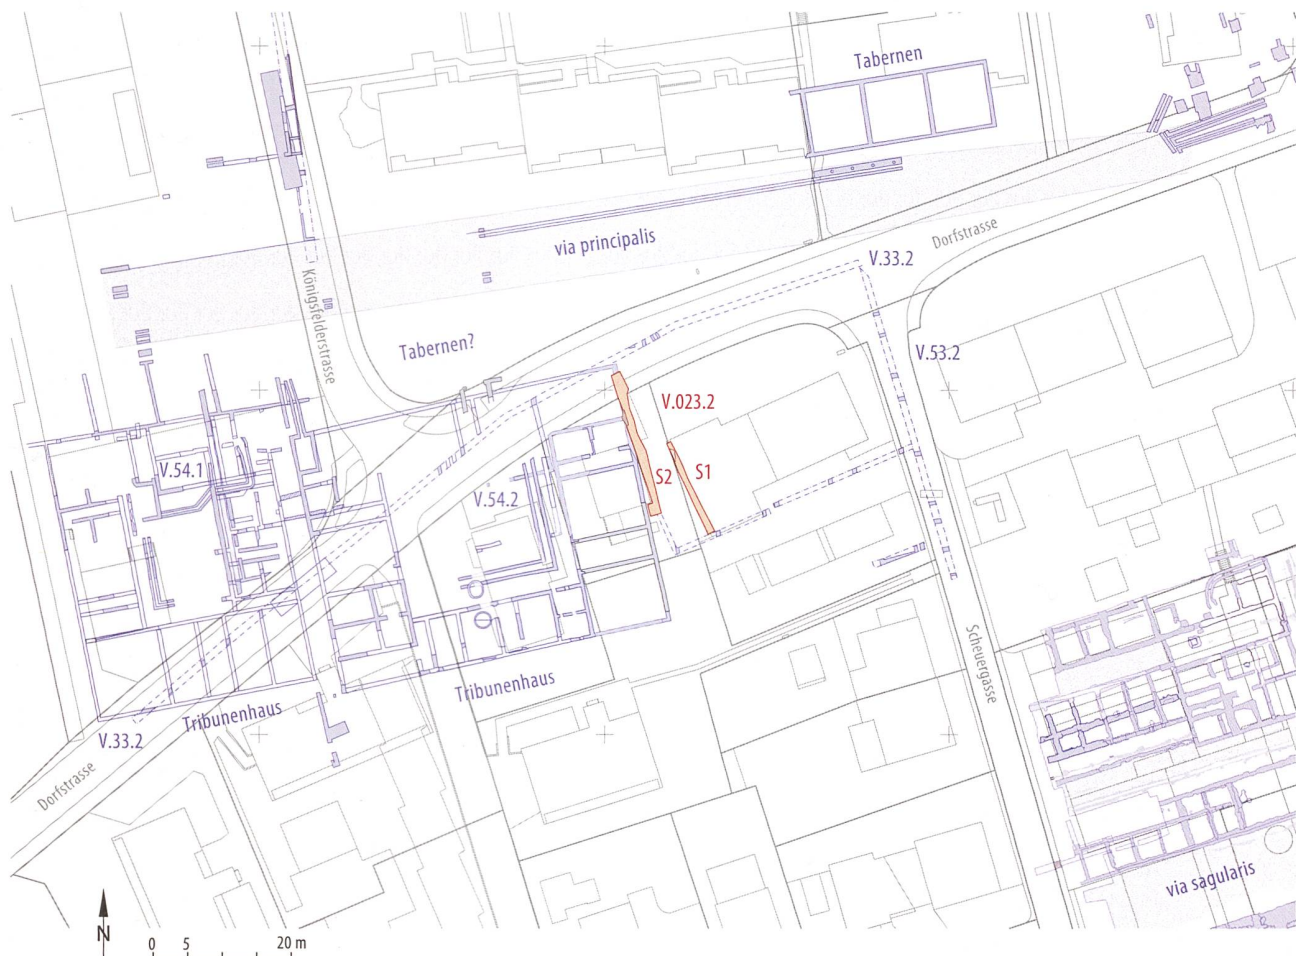 Tabernen
via principalis
Dorfstrasse
V.33.2
Königsfelderstrasse
Tabernen?
V.53.2
V.023.2
V.54.1
S2
S1
V.54.2
Scheuergasse
Tribunenhaus
Tribunenhaus
V.33.2
Dorfstrasse
via sagularis
N
0 5 20 m